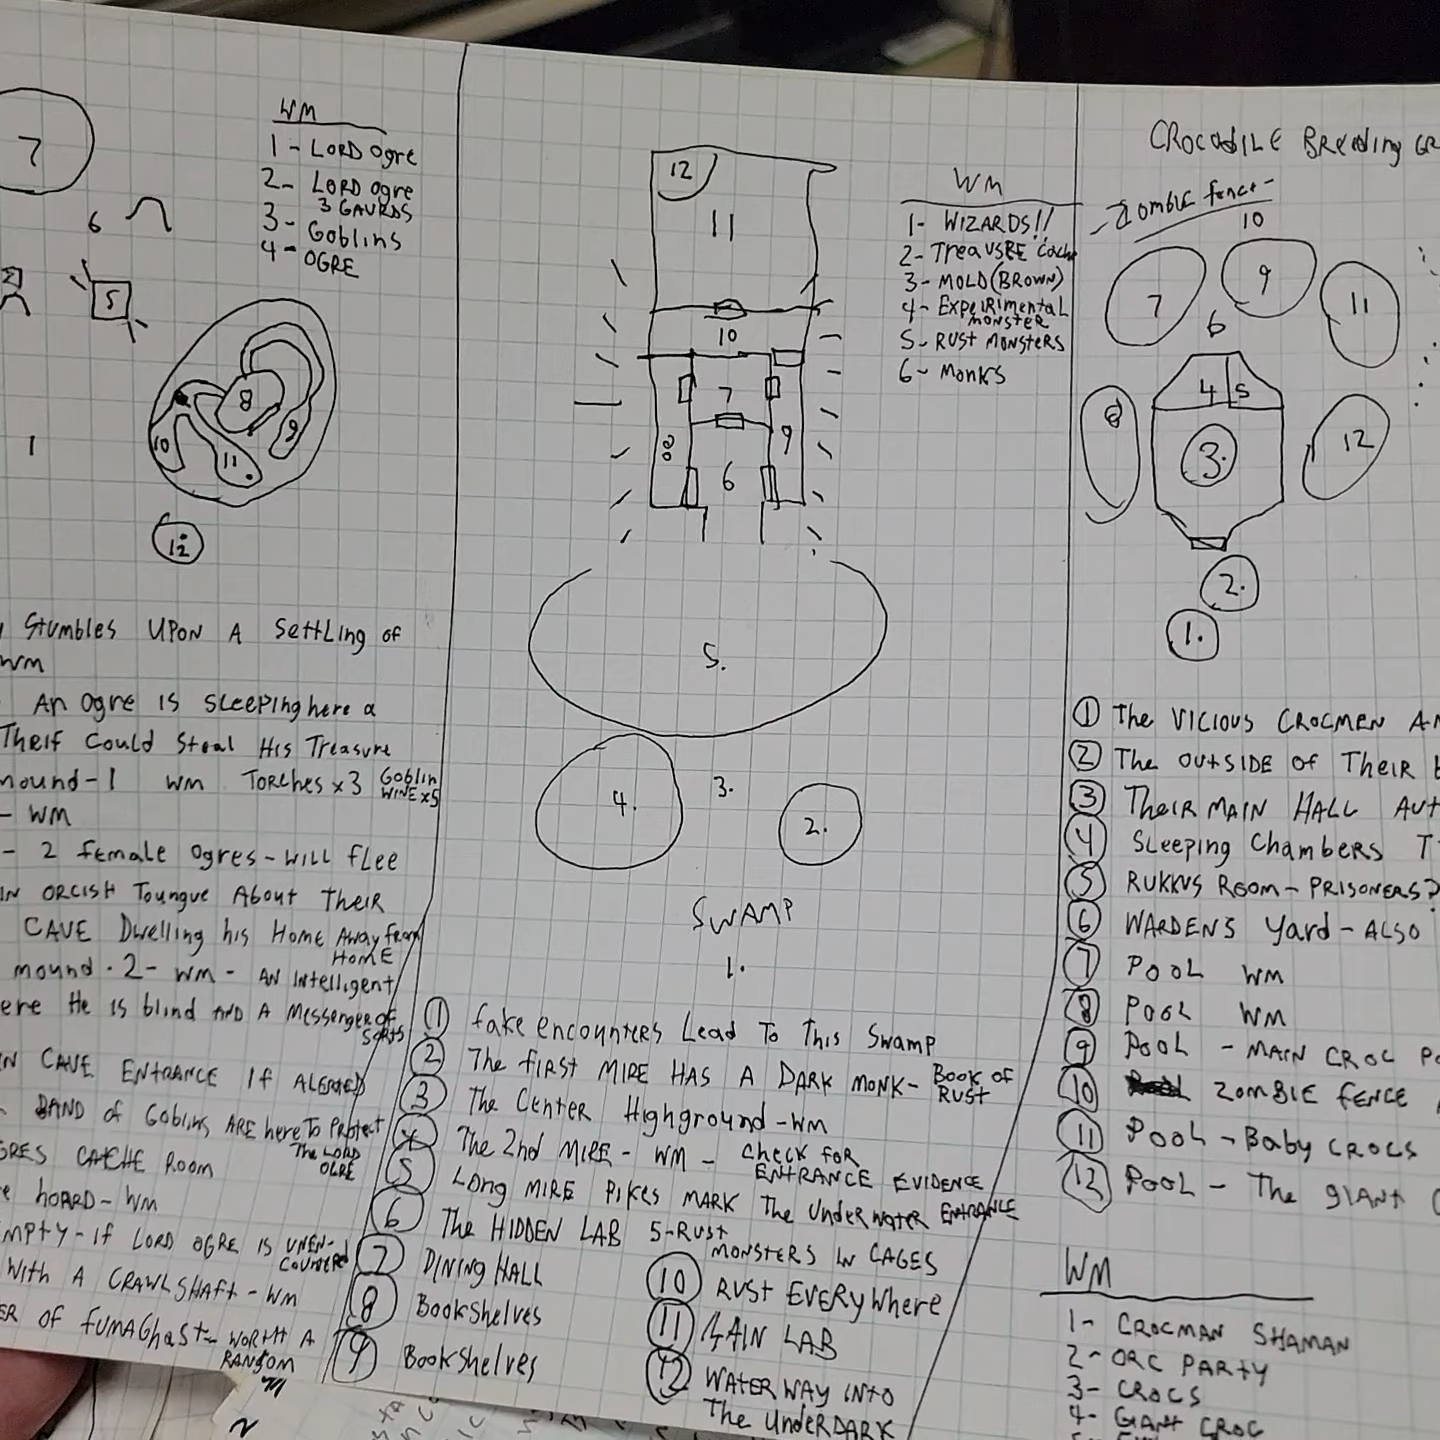 7
WM
1 - LORD Ogre
2 - LORD Ogre
3 GAURDS
3 - Goblins
4 - OGRE
6
5
8
9
10
11
1
12
y STUMBLES UPON A SettLing of
WM
An Ogre is sleeping here a
Theif Could Steal His Treasure
mound-1 WM TORches x3 Goblin
WINE x5
- WM
- 2 female Ogres - will flee
IN ORCISH Toungue About Their
CAVE Dwelling his Home Away from
HOME
mound. 2 - WM - AN INtelligent
ere He is blind AND A Messenger of
SORTS
N CAVE ENTRANCE If ALERTED
BAND of Goblins ARE here To Protect
The LORD
OGRE
GRES CACHE ROOM
e HOARD - WM
MPTY - If LORD OGRE is UNEN-
COUNTERED
WITH A CRAWLSHAFT - WM
ER OF fUMAGhast - WORTH A
RANDOM
12
11
10
7
8
9
6
5.
4.
3.
2.
SWAMP
1.
WM
1- WIZARDS!!
2- TreasuRE Cache
3- MOLD (BROWN)
4- ExpeiRimental
monster
5- RUST MONSTERS
6- Monks
① fake encounters Lead To This Swamp
② The first MIRE HAS A DARK MONK - BOOK OF
RUST
③ The Center Highground - WM
4 The 2nd MIRE - WM - Check for
ENTRANCE EVIDENCE
⑤ Long MIRE PIKES MARK The UnderWater ENTRANCE
⑥ The HIDDEN LAB 5-RUST
MONSTERS IN CAGES
⑦ DINING HALL
⑧ Bookshelves
⑨ BookShelves
⑩ RUST EVERYWhere
⑪ MAIN LAB
⑫ WATERWAY INTO
The UnderDARK
CROCODILE Breeding GR
- Zombie fence -
10
7
9
11
6
4
5
8
3.
12
2.
1.
① The VICIOUS CROCMEN A
② The OutSIDE of Their
③ Their MAIN HALL
④ Sleeping Chambers
⑤ RUKKUS ROOM - PRISONERS?
⑥ WARDENS Yard - ALSO
⑦ POOL WM
⑧ POOL WM
⑨ POOL - MAIN CROC
⑩ ZOMBIE FENCE
⑪ POOL - Baby CROCS
⑫ POOL - The GIANT
WM
1- CROCMAN SHAMAN
2- ORC PARTY
3- CROCS
4- GIANT CROC